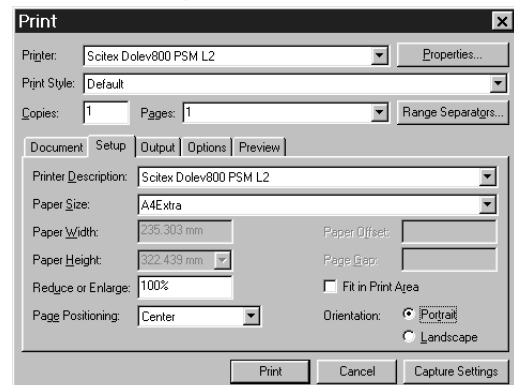 Print
Printer: Scitex Dolev800 PSM L2 Properties...
Print Style: Default
Copies: 1 Pages: 1 Range Separators...
Document Setup Output Options Preview
Printer Description: Scitex Dolev800 PSM L2
Paper Size: A4Extra
Paper Width: 235.303 mm Paper Offset:
Paper Height: 322.439 mm Page Gap:
Reduce or Enlarge: 100% Fit in Print Area
Page Positioning: Center Orientation: Portrait
Landscape
Print Cancel Capture Settings